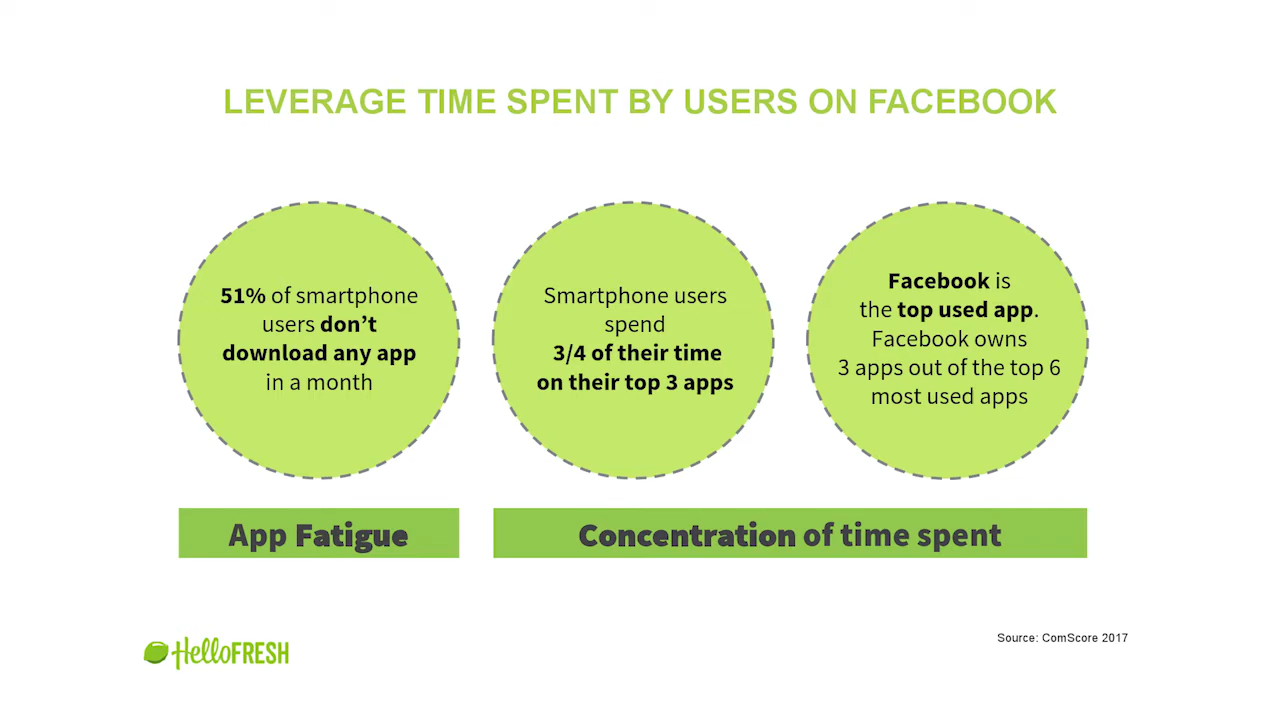 LEVERAGE TIME SPENT BY USERS ON FACEBOOK
51% of smartphone
users don’t
download any app
in a month
Smartphone users
spend
3/4 of their time
on their top 3 apps
Facebook is
the top used app.
Facebook owns
3 apps out of the top 6
most used apps
App Fatigue
Concentration of time spent
HelloFRESH
Source: ComScore 2017